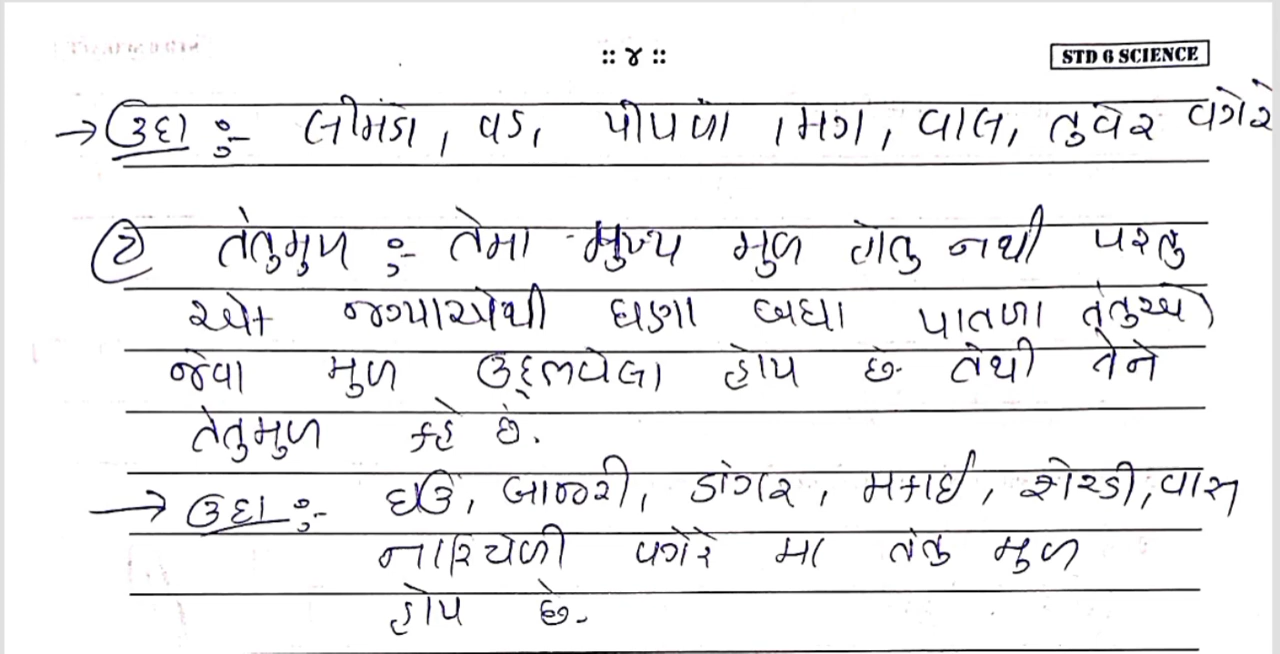 :: ૪ ::
STD 6 SCIENCE
→ ઉદા ઃ- લીમડો, વડ, પીપળો, મગ, વાલ, તુવેર વગેરે
② તંતુમુળ ઃ- તેમા મુખ્ય મુળ હોતુ નથી પરંતુ
એક જગ્યાએથી ઘણા બધા પાતળા તંતુઓ
જેવા મુળ ઉદ્દભવેલા હોય છે. તેથી તેને
તંતુમુળ કહે છે.
→ ઉદા ઃ- ઘઉં, બાજરી, ડાંગર, મકાઈ, શેરડી, વાસ
નારિયેળી વગેરે મા તંતુ મુળ
હોય છે.